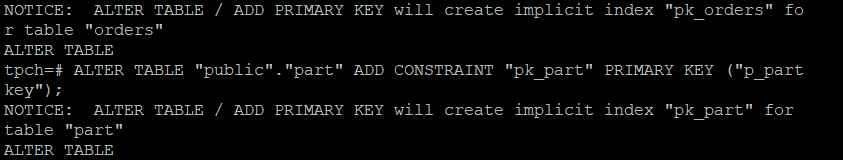 NOTICE:  ALTER TABLE / ADD PRIMARY KEY will create implicit index "pk_orders" fo
r table "orders"
ALTER TABLE
tpch=# ALTER TABLE "public"."part" ADD CONSTRAINT "pk_part" PRIMARY KEY ("p_part
key");
NOTICE:  ALTER TABLE / ADD PRIMARY KEY will create implicit index "pk_part" for
table "part"
ALTER TABLE